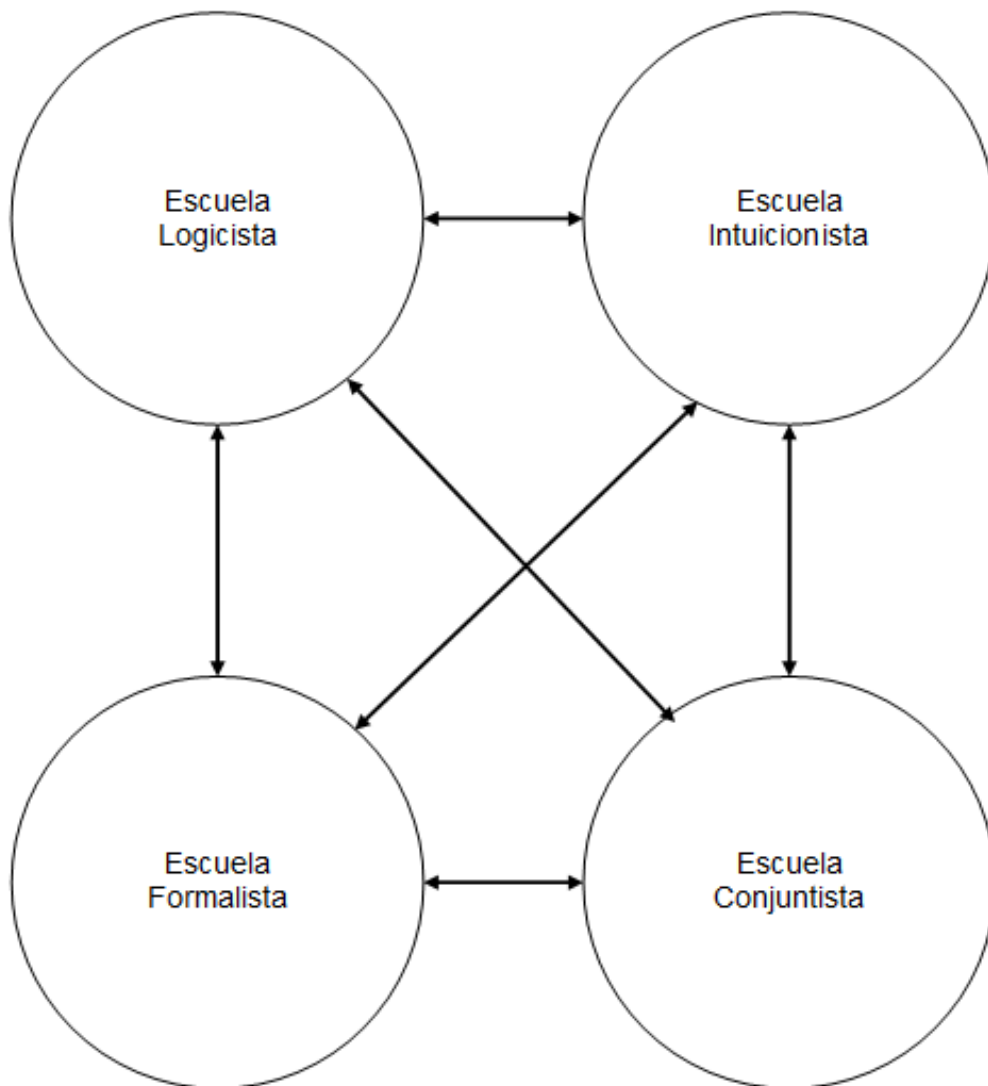 Escuela
Logicista
Escuela
Intuicionista
Escuela
Formalista
Escuela
Conjuntista